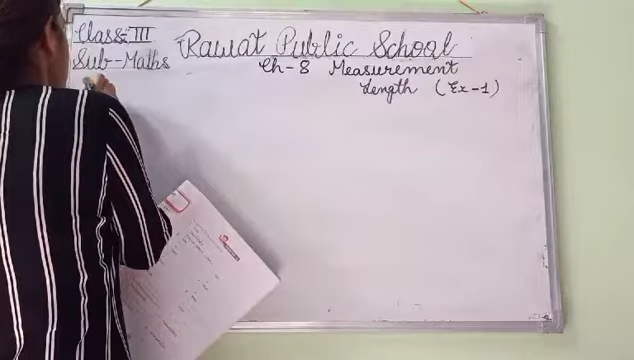 Class: III
Rawat Public School
Sub - Maths
Ch - 8 Measurement
Length (Ex - 1)